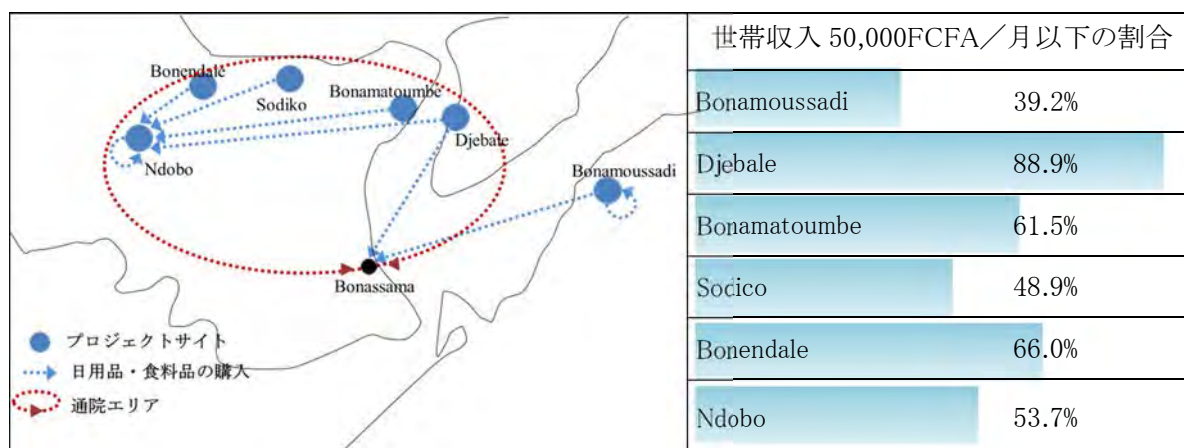 Bonendale
Sodiko
Bonamatoumbe
Djebale
Ndobo
Bonamoussadi
Bonassama
プロジェクトサイト
日用品・食料品の購入
通院エリア
世帯収入 50,000FCFA／月以下の割合
Bonamoussadi 39.2%
Djebale 88.9%
Bonamatoumbe 61.5%
Sodico 48.9%
Bonendale 66.0%
Ndobo 53.7%